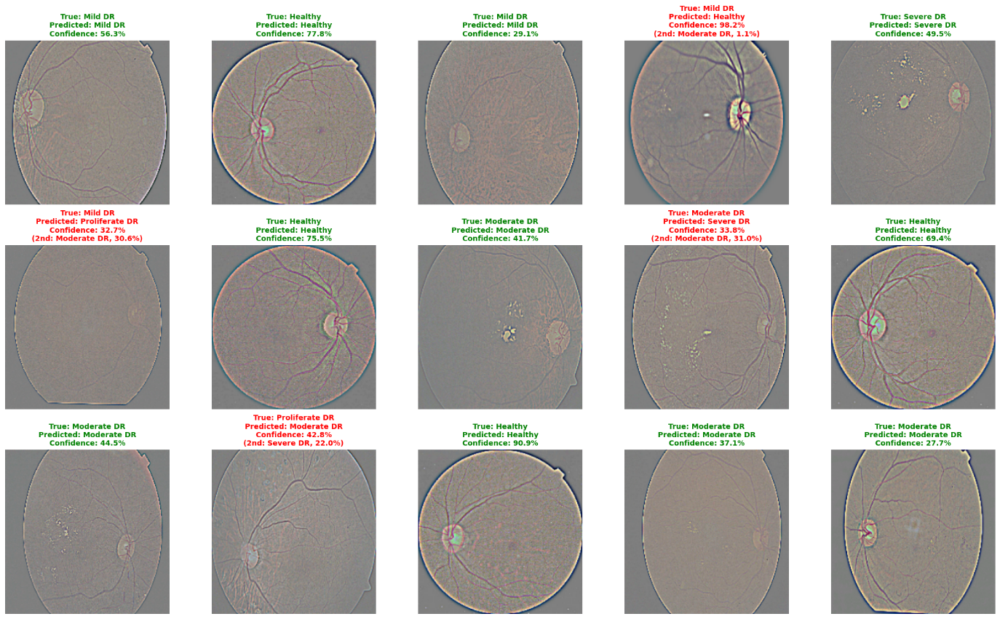 True: Mild DR
Predicted: Mild DR
Confidence: 56.3%
True: Healthy
Predicted: Healthy
Confidence: 77.8%
True: Mild DR
Predicted: Mild DR
Confidence: 29.1%
True: Mild DR
Predicted: Healthy
Confidence: 98.2%
(2nd: Moderate DR, 1.1%)
True: Severe DR
Predicted: Severe DR
Confidence: 49.5%
True: Mild DR
Predicted: Proliferate DR
Confidence: 32.7%
(2nd: Moderate DR, 30.6%)
True: Healthy
Predicted: Healthy
Confidence: 75.5%
True: Moderate DR
Predicted: Moderate DR
Confidence: 41.7%
True: Moderate DR
Predicted: Severe DR
Confidence: 33.8%
(2nd: Moderate DR, 31.0%)
True: Healthy
Predicted: Healthy
Confidence: 69.4%
True: Moderate DR
Predicted: Moderate DR
Confidence: 44.5%
True: Proliferate DR
Predicted: Moderate DR
Confidence: 42.8%
(2nd: Severe DR, 22.0%)
True: Healthy
Predicted: Healthy
Confidence: 90.9%
True: Moderate DR
Predicted: Moderate DR
Confidence: 37.1%
True: Moderate DR
Predicted: Moderate DR
Confidence: 27.7%